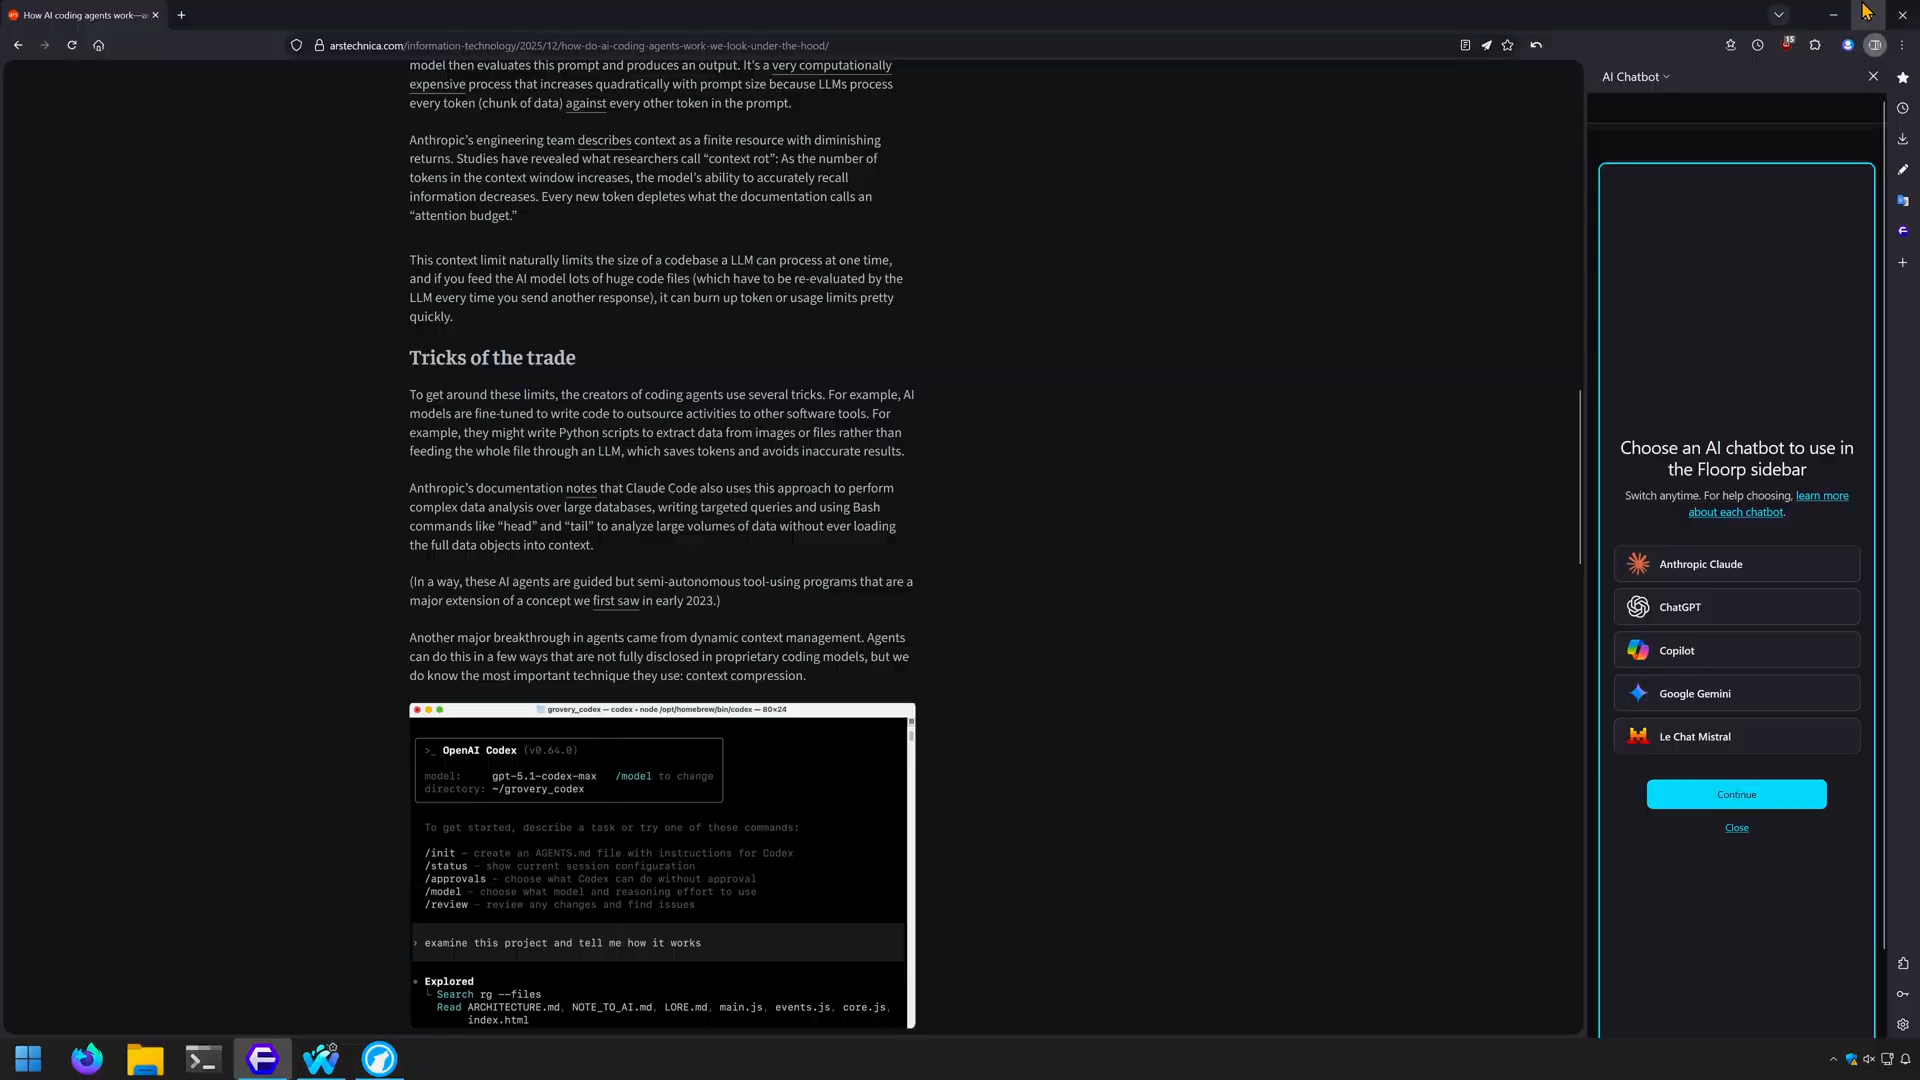 How AI coding agents work—a
arstechnica.com/information-technology/2025/12/how-do-ai-coding-agents-work-we-look-under-the-hood/
15
model then evaluates this prompt and produces an output. It’s a very computationally
expensive process that increases quadratically with prompt size because LLMs process
every token (chunk of data) against every other token in the prompt.
Anthropic’s engineering team describes context as a finite resource with diminishing
returns. Studies have revealed what researchers call “context rot”: As the number of
tokens in the context window increases, the model’s ability to accurately recall
information decreases. Every new token depletes what the documentation calls an
“attention budget.”
This context limit naturally limits the size of a codebase a LLM can process at one time,
and if you feed the AI model lots of huge code files (which have to be re-evaluated by the
LLM every time you send another response), it can burn up token or usage limits pretty
quickly.
Tricks of the trade
To get around these limits, the creators of coding agents use several tricks. For example, AI
models are fine-tuned to write code to outsource activities to other software tools. For
example, they might write Python scripts to extract data from images or files rather than
feeding the whole file through an LLM, which saves tokens and avoids inaccurate results.
Anthropic’s documentation notes that Claude Code also uses this approach to perform
complex data analysis over large databases, writing targeted queries and using Bash
commands like “head” and “tail” to analyze large volumes of data without ever loading
the full data objects into context.
(In a way, these AI agents are guided but semi-autonomous tool-using programs that are a
major extension of a concept we first saw in early 2023.)
Another major breakthrough in agents came from dynamic context management. Agents
can do this in a few ways that are not fully disclosed in proprietary coding models, but we
do know the most important technique they use: context compression.
grovery_codex — codex • node /opt/homebrew/bin/codex — 80×24
>_ OpenAI Codex (v0.64.0)
model: gpt-5.1-codex-max /model to change
directory: ~/grovery_codex
To get started, describe a task or try one of these commands:
/init - create an AGENTS.md file with instructions for Codex
/status - show current session configuration
/approvals - choose what Codex can do without approval
/model - choose what model and reasoning effort to use
/review - review any changes and find issues
› examine this project and tell me how it works
• Explored
└ Search rg --files
Read ARCHITECTURE.md, NOTE_TO_AI.md, LORE.md, main.js, events.js, core.js,
index.html
AI Chatbot
Choose an AI chatbot to use in
the Floorp sidebar
Switch anytime. For help choosing, learn more
about each chatbot.
Anthropic Claude
ChatGPT
Copilot
Google Gemini
Le Chat Mistral
Continue
Close